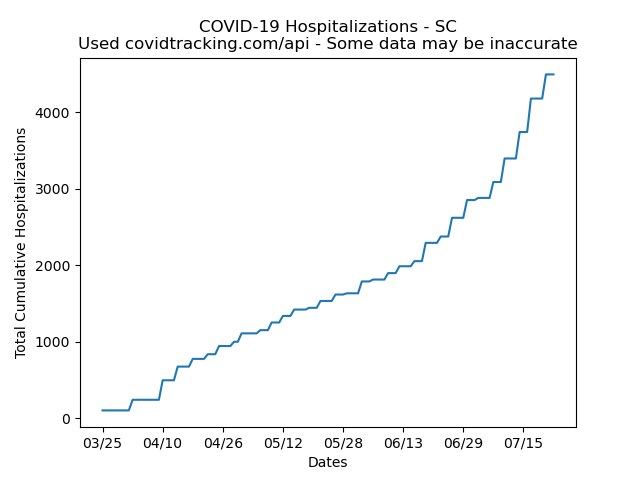 COVID-19 Hospitalizations - SC
Used covidtracking.com/api - Some data may be inaccurate
Total Cumulative Hospitalizations
4000
3000
2000
1000
0
03/25 04/10 04/26 05/12 05/28 06/13 06/29 07/15
Dates